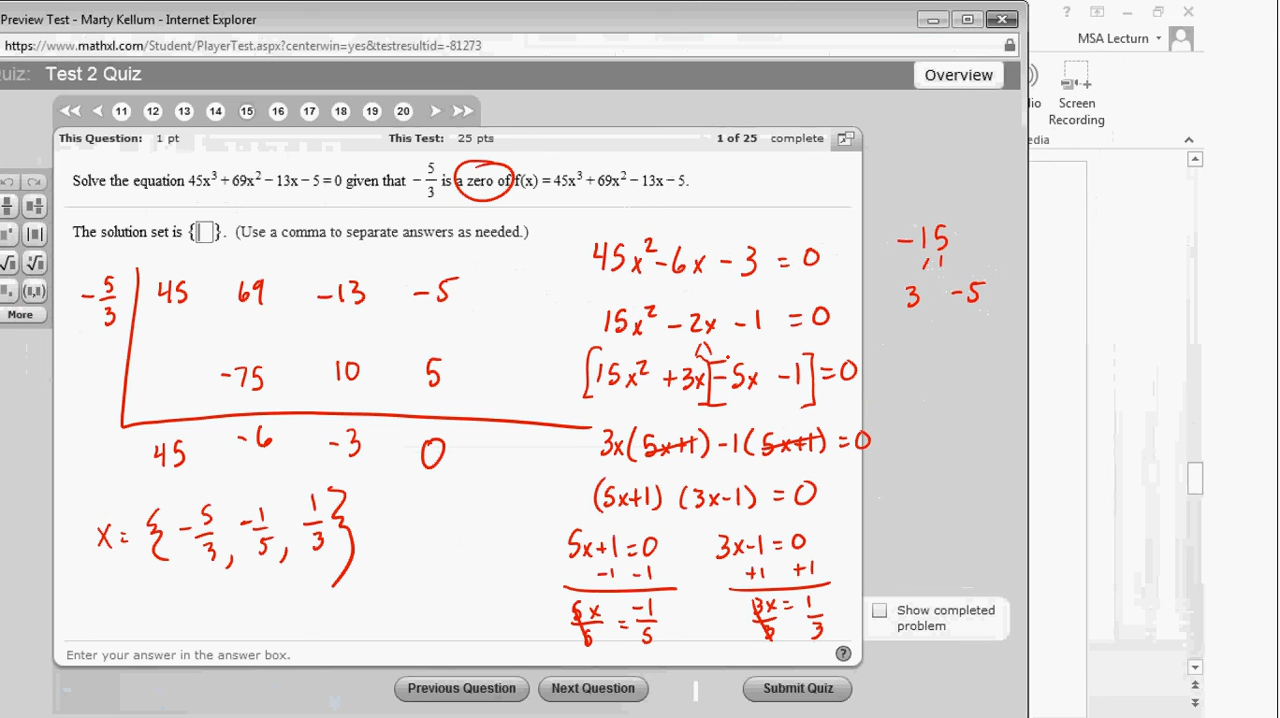 Preview Test - Marty Kellum - Internet Explorer
https://www.mathxl.com/Student/PlayerTest.aspx?centerwin=yes&testresultid=-81273
MSA Lecturn
uiz: Test 2 Quiz
Overview
io Screen Recording
edia
11 12 13 14 15 16 17 18 19 20
This Question: 1 pt
This Test: 25 pts
1 of 25 complete
Solve the equation 45x³ + 69x² − 13x − 5 = 0 given that − 5/3 is a zero of f(x) = 45x³ + 69x² − 13x − 5.
The solution set is { }. (Use a comma to separate answers as needed.)
More
-5/3 45 69 -13 -5
-75 10 5
45 -6 -3 0
x = {-5/3, -1/5, 1/3}
45x² - 6x - 3 = 0
15x² - 2x - 1 = 0
[15x² + 3x][-5x - 1] = 0
3x(5x+1) - 1(5x+1) = 0
(5x+1) (3x-1) = 0
5x+1=0 3x-1=0
-1 -1 +1 +1
5x/5 = -1/5 3x/3 = 1/3
-15
3 -5
Show completed problem
Enter your answer in the answer box.
?
Previous Question
Next Question
Submit Quiz